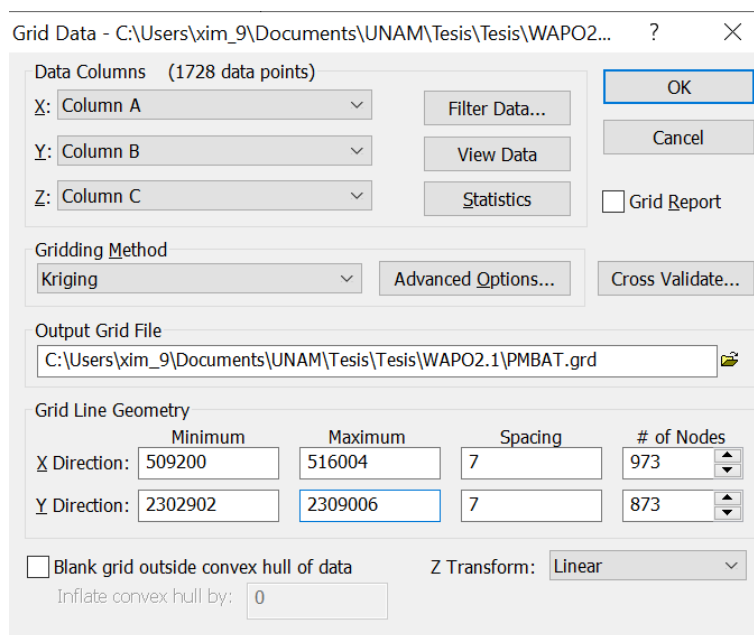 Grid Data - C:\Users\xim_9\Documents\UNAM\Tesis\Tesis\WAPO2... ?
Data Columns (1728 data points)
OK
X: Column A
Filter Data...
Cancel
Y: Column B
View Data
Z: Column C
Statistics
Grid Report
Gridding Method
Kriging
Advanced Options...
Cross Validate...
Output Grid File
C:\Users\xim_9\Documents\UNAM\Tesis\Tesis\WAPO2.1\PMBAT.grd
Grid Line Geometry
Minimum Maximum Spacing # of Nodes
X Direction: 509200 516004 7 973
Y Direction: 2302902 2309006 7 873
Blank grid outside convex hull of data
Z Transform: Linear
Inflate convex hull by: 0